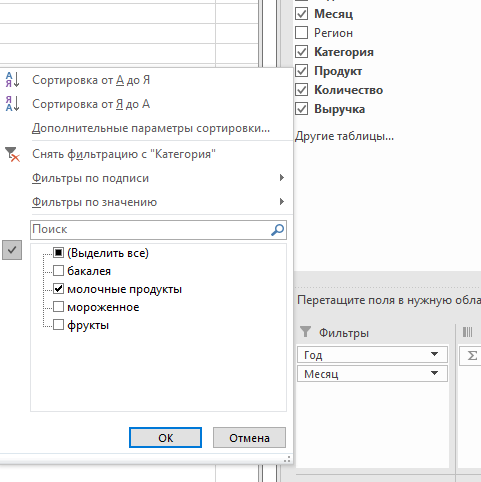 Месяц
Регион
Категория
Продукт
Количество
Выручка
Другие таблицы...
Сортировка от А до Я
Сортировка от Я до А
Дополнительные параметры сортировки...
Снять фильтрацию с "Категория"
Фильтры по подписи
Фильтры по значению
Поиск
(Выделить все)
бакалея
молочные продукты
мороженное
фрукты
ОК
Отмена
Перетащите поля в нужную обла
Фильтры
Год
Месяц
Σ